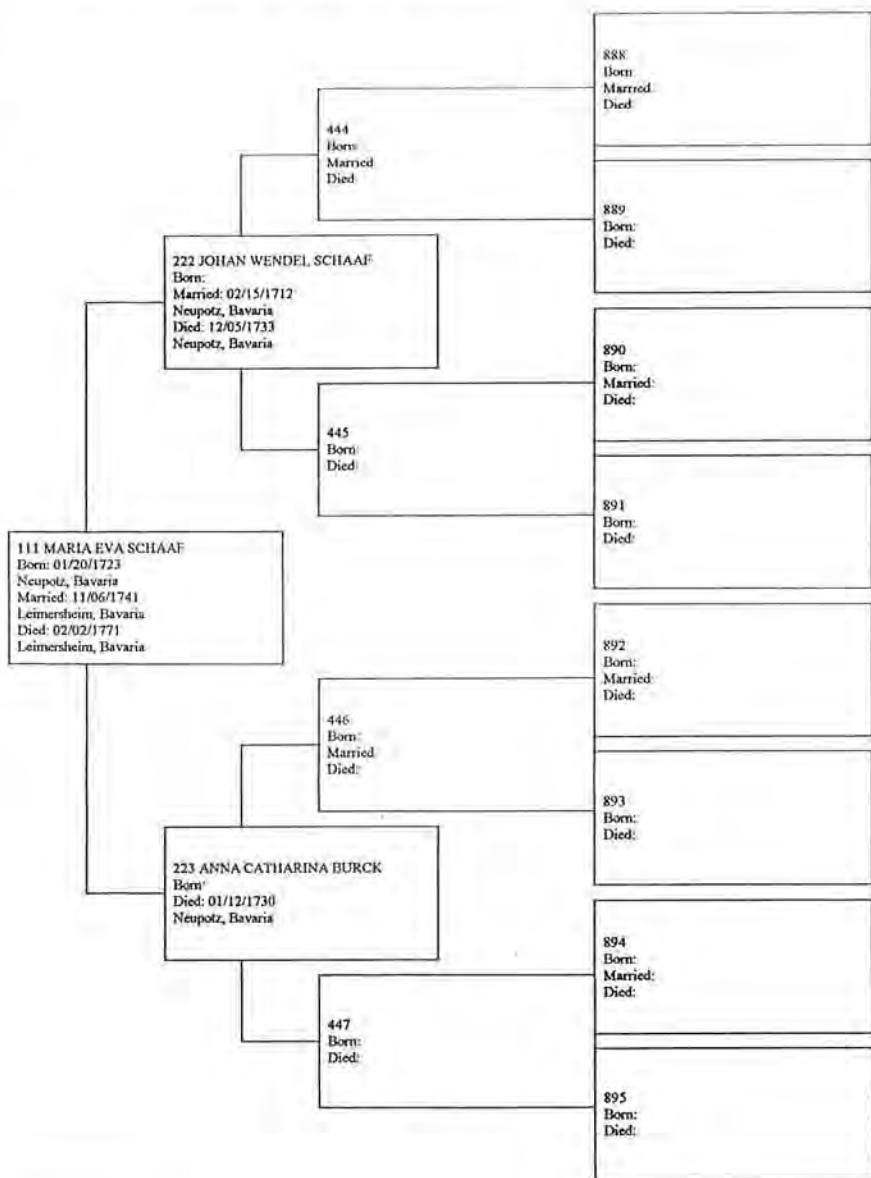 888
Born
Married
Died
444
Born
Married
Died
889
Born:
Died:
222 JOHAN WENDEL SCHAAF
Born:
Married: 02/15/1712
Neupotz, Bavaria
Died: 12/05/1733
Neupotz, Bavaria
890
Born:
Married:
Died:
445
Born:
Died:
891
Born:
Died:
111 MARIA EVA SCHAAF
Born: 01/20/1723
Neupotz, Bavaria
Married: 11/06/1741
Leimersheim, Bavaria
Died: 02/02/1771
Leimersheim, Bavaria
892
Born:
Married:
Died:
446
Born:
Married
Died:
893
Born:
Died:
223 ANNA CATHARINA BURCK
Born:
Died: 01/12/1730
Neupotz, Bavaria
894
Born:
Married:
Died:
447
Born:
Died:
895
Born:
Died: